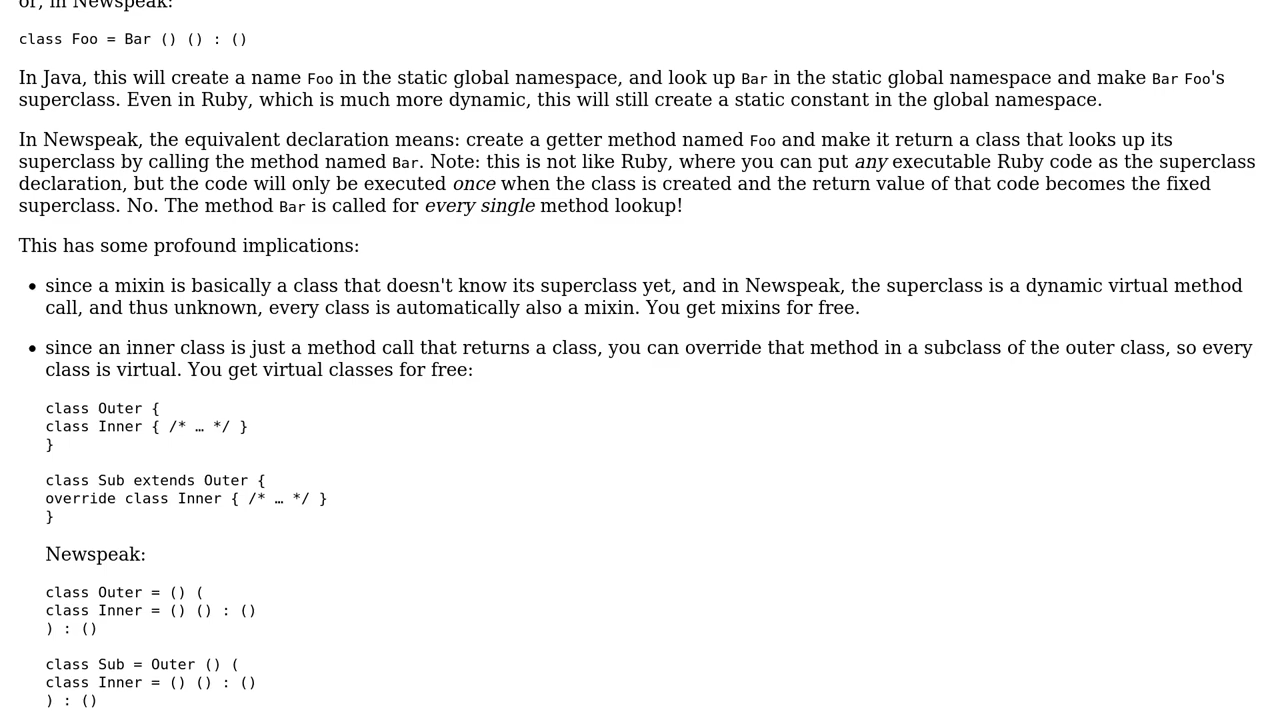 or, in Newspeak:
class Foo = Bar () () : ()
In Java, this will create a name Foo in the static global namespace, and look up Bar in the static global namespace and make Bar Foo's
superclass. Even in Ruby, which is much more dynamic, this will still create a static constant in the global namespace.
In Newspeak, the equivalent declaration means: create a getter method named Foo and make it return a class that looks up its
superclass by calling the method named Bar. Note: this is not like Ruby, where you can put any executable Ruby code as the superclass
declaration, but the code will only be executed once when the class is created and the return value of that code becomes the fixed
superclass. No. The method Bar is called for every single method lookup!
This has some profound implications:
• since a mixin is basically a class that doesn't know its superclass yet, and in Newspeak, the superclass is a dynamic virtual method
call, and thus unknown, every class is automatically also a mixin. You get mixins for free.
• since an inner class is just a method call that returns a class, you can override that method in a subclass of the outer class, so every
class is virtual. You get virtual classes for free:
class Outer {
class Inner { /* … */ }
}
class Sub extends Outer {
override class Inner { /* … */ }
}
Newspeak:
class Outer = () (
class Inner = () () : ()
) : ()
class Sub = Outer () (
class Inner = () () : ()
) : ()